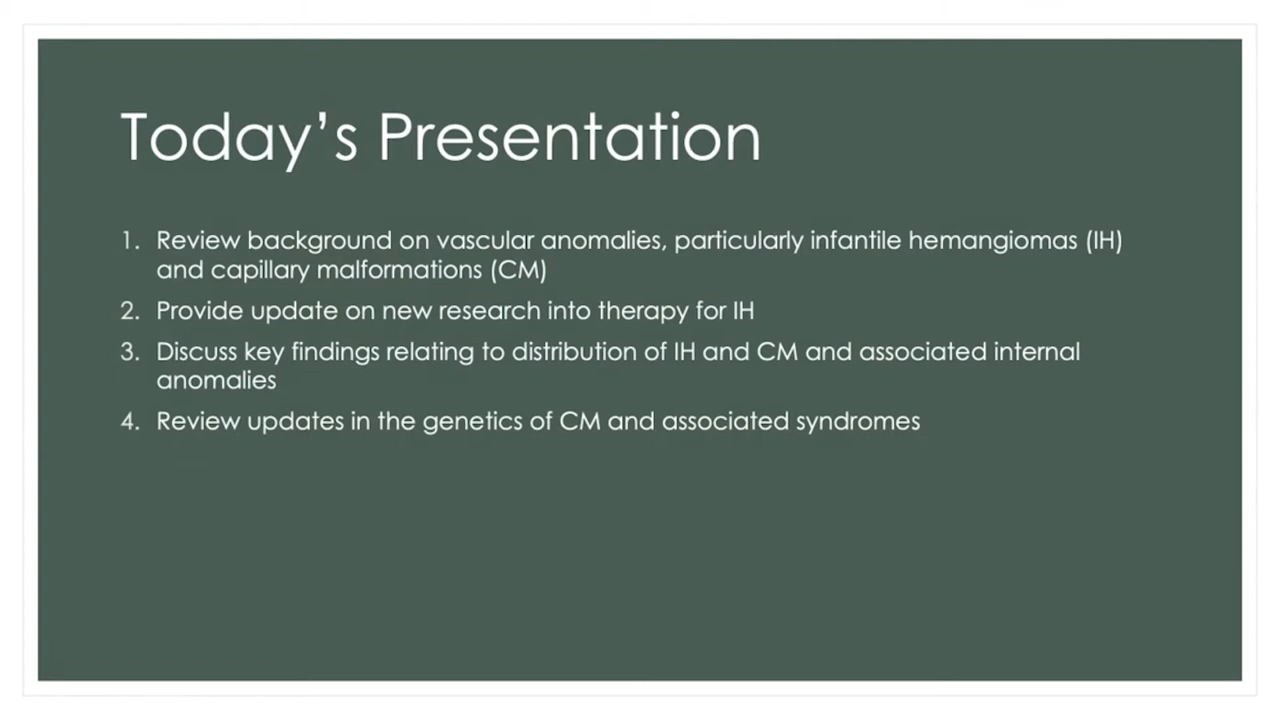 Today’s Presentation
1. Review background on vascular anomalies, particularly infantile hemangiomas (IH)
and capillary malformations (CM)
2. Provide update on new research into therapy for IH
3. Discuss key findings relating to distribution of IH and CM and associated internal
anomalies
4. Review updates in the genetics of CM and associated syndromes